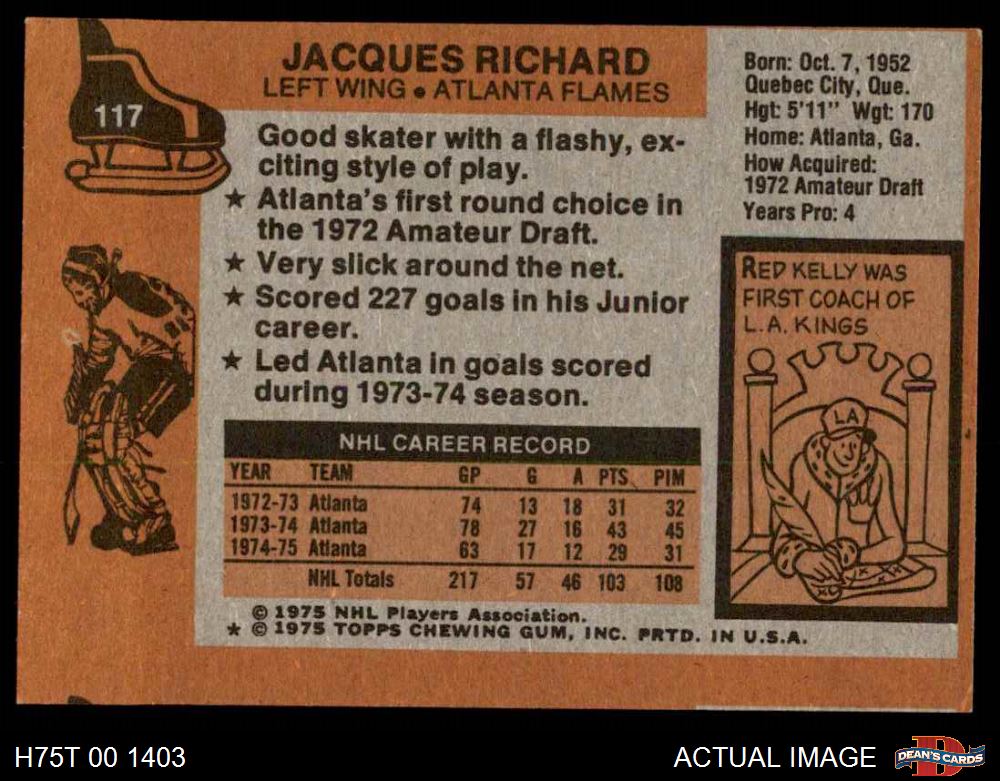 117
JACQUES RICHARD
LEFT WING ● ATLANTA FLAMES
Good skater with a flashy, ex-
citing style of play.
★ Atlanta's first round choice in
the 1972 Amateur Draft.
★ Very slick around the net.
★ Scored 227 goals in his Junior
career.
★ Led Atlanta in goals scored
during 1973-74 season.
Born: Oct. 7, 1952
Quebec City, Que.
Hgt: 5'11" Wgt: 170
Home: Atlanta, Ga.
How Acquired:
1972 Amateur Draft
Years Pro: 4
RED KELLY WAS
FIRST COACH OF
L.A. KINGS
LA
NHL CAREER RECORD
YEAR TEAM GP G A PTS PIM
1972-73 Atlanta 74 13 18 31 32
1973-74 Atlanta 78 27 16 43 45
1974-75 Atlanta 63 17 12 29 31
NHL Totals 217 57 46 103 108
© 1975 NHL Players Association.
★ © 1975 TOPPS CHEWING GUM, INC. PRTD. IN U.S.A.
H75T 00 1403
ACTUAL IMAGE
D
DEAN'S CARDS